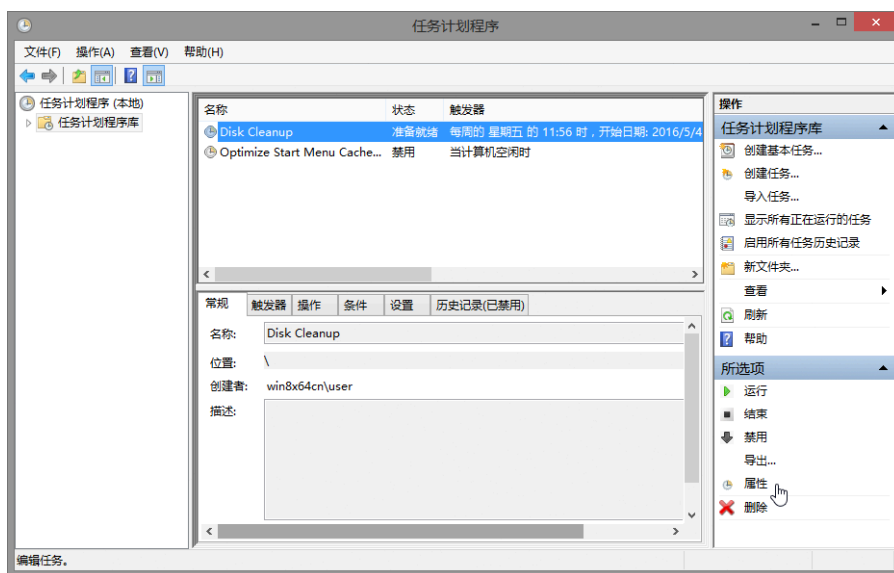 任务计划程序
文件(F) 操作(A) 查看(V) 帮助(H)
任务计划程序 (本地)
任务计划程序库
名称 状态 触发器
Disk Cleanup 准备就绪 每周的 星期五 的 11:56 时，开始日期: 2016/5/4
Optimize Start Menu Cache... 禁用 当计算机空闲时
常规 触发器 操作 条件 设置 历史记录(已禁用)
名称: Disk Cleanup
位置: \
创建者: win8x64cn\user
描述:
操作
任务计划程序库
创建基本任务...
创建任务...
导入任务...
显示所有正在运行的任务
启用所有任务历史记录
新文件夹...
查看
刷新
帮助
所选项
运行
结束
禁用
导出...
属性
删除
编辑任务。